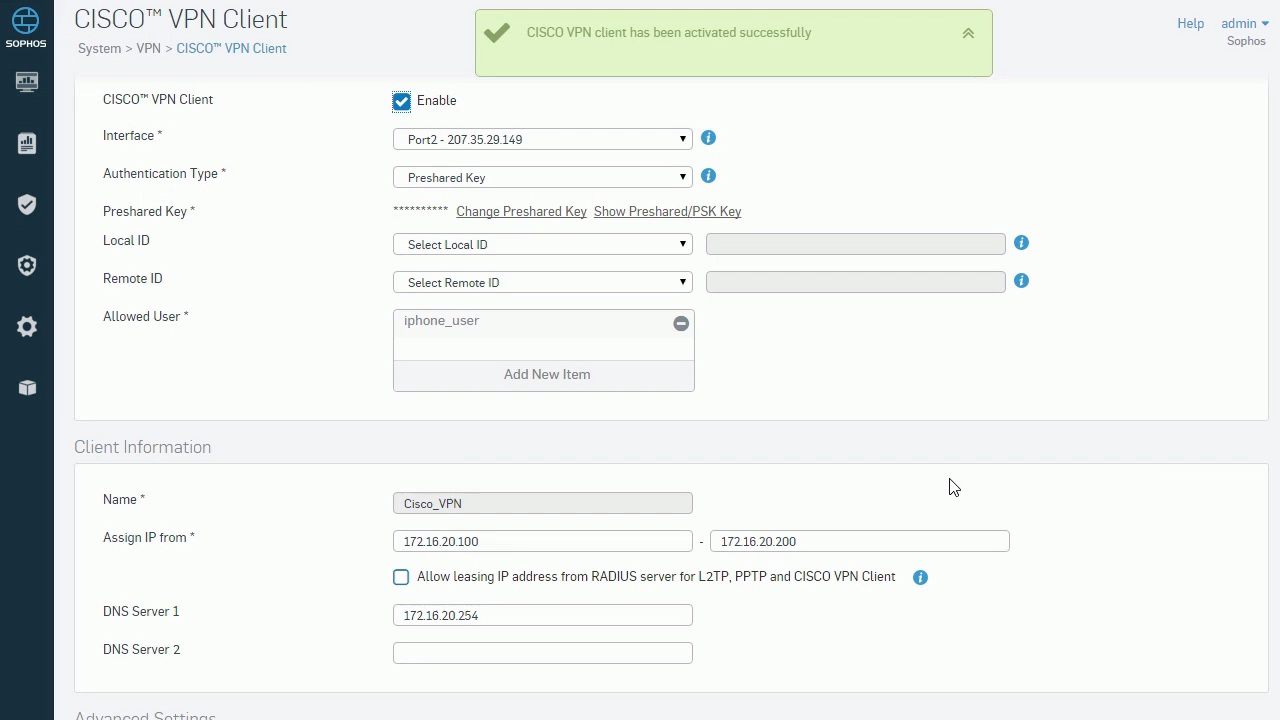 SOPHOS
CISCO™ VPN Client
System > VPN > CISCO™ VPN Client
CISCO VPN client has been activated successfully
Help admin
Sophos
CISCO™ VPN Client Enable
Interface * Port2 - 207.35.29.149
Authentication Type * Preshared Key
Preshared Key * ********** Change Preshared Key Show Preshared/PSK Key
Local ID Select Local ID
Remote ID Select Remote ID
Allowed User * iphone_user
Add New Item
Client Information
Name * Cisco_VPN
Assign IP from * 172.16.20.100 - 172.16.20.200
Allow leasing IP address from RADIUS server for L2TP, PPTP and CISCO VPN Client
DNS Server 1 172.16.20.254
DNS Server 2
Advanced Settings